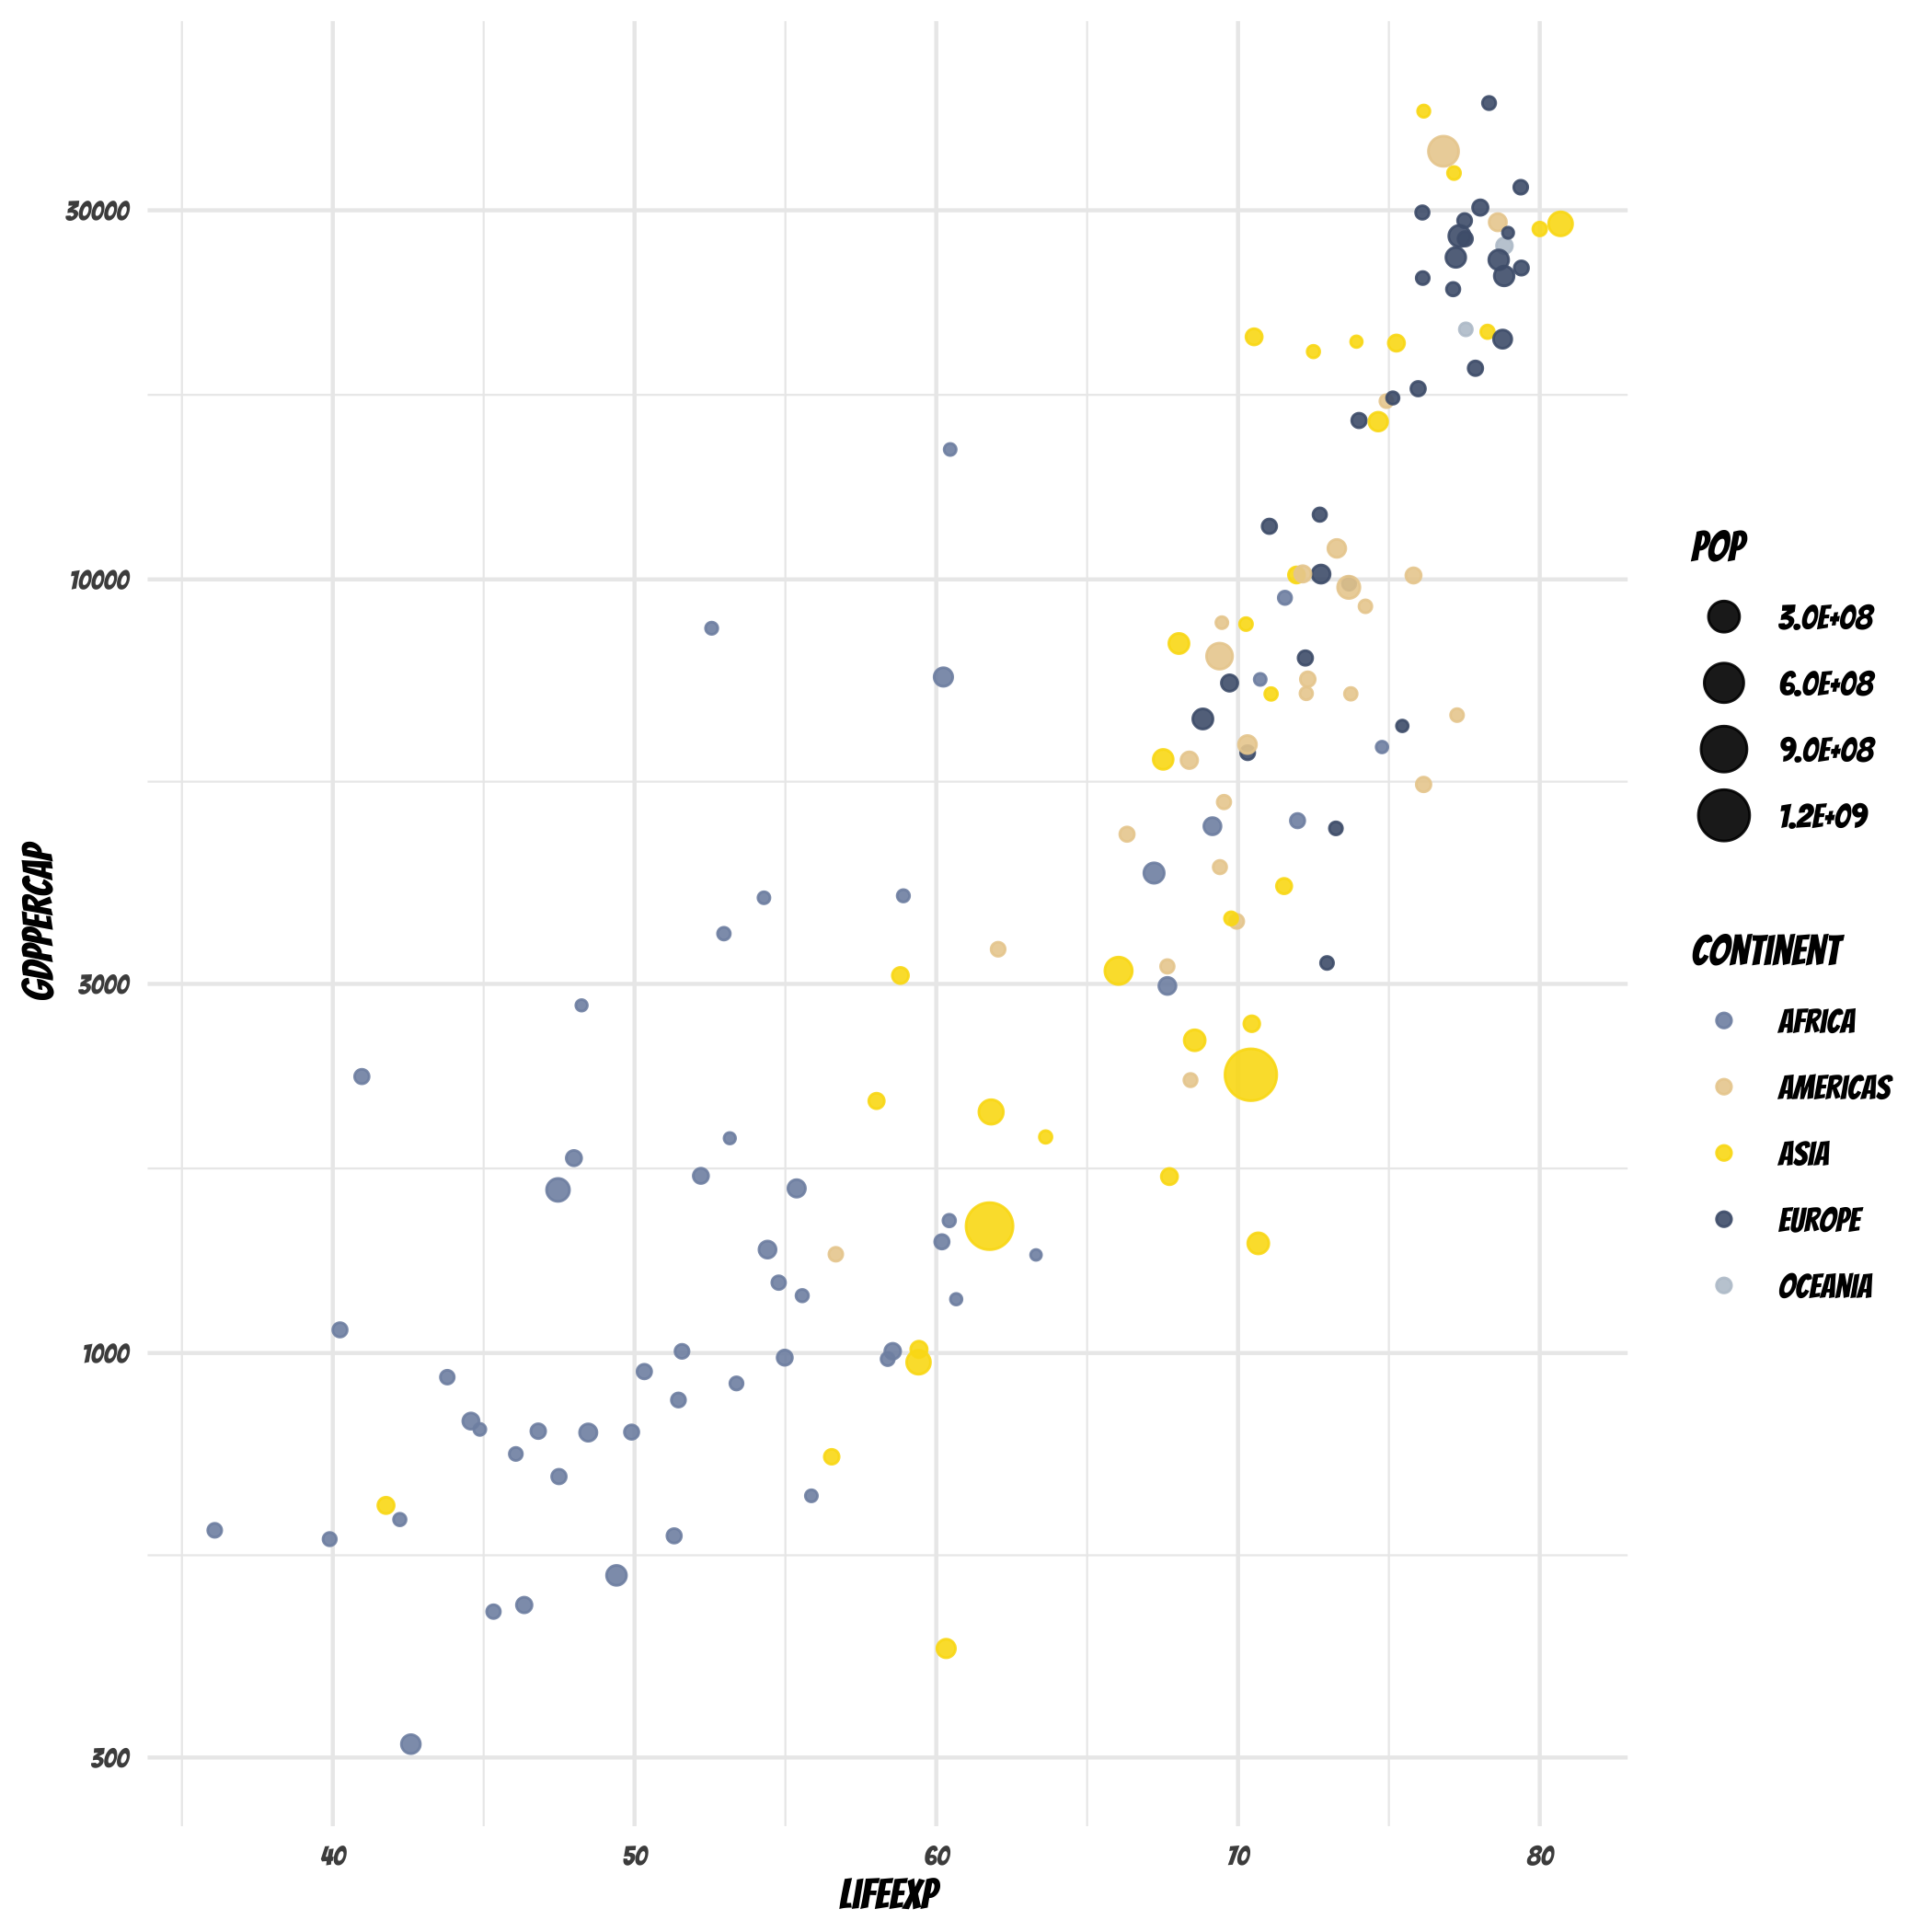 30000
10000
3000
1000
300
40
50
60
70
80
LIFEEXP
GDPPERCAP
POP
3.0E+08
6.0E+08
9.0E+08
1.2E+09
CONTINENT
AFRICA
AMERICAS
ASIA
EUROPE
OCEANIA